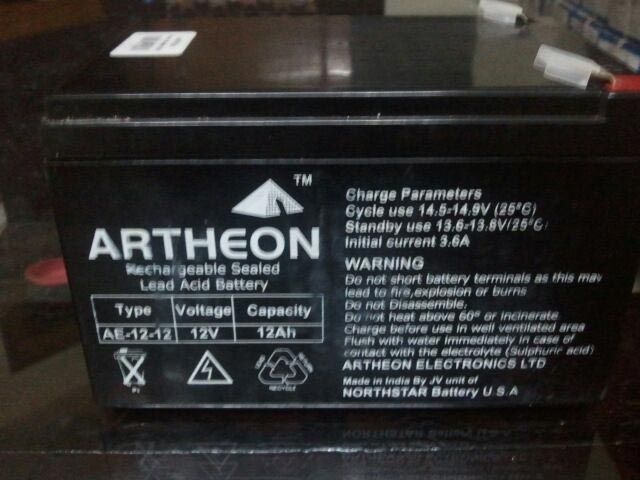 TM
ARTHEON
Rechargeable Sealed
Lead Acid Battery
Type Voltage Capacity
AE-12-12 12V 12Ah
RECYCLE
Charge Parameters
Cycle use 14.5-14.9V (25°C)
Standby use 13.6-13.8V(25°C)
Initial current 3.6A
WARNING
Do not short battery terminals as this may
lead to fire,explosion or burns
Do not Disassemble.
Do not heat above 60° or incinerate
Charge before use in well ventilated area
Flush with water immediately in case of
contact with the electrolyte (Sulphuric acid)
ARTHEON ELECTRONICS LTD
Made in India By JV unit of
NORTHSTAR Battery U.S.A